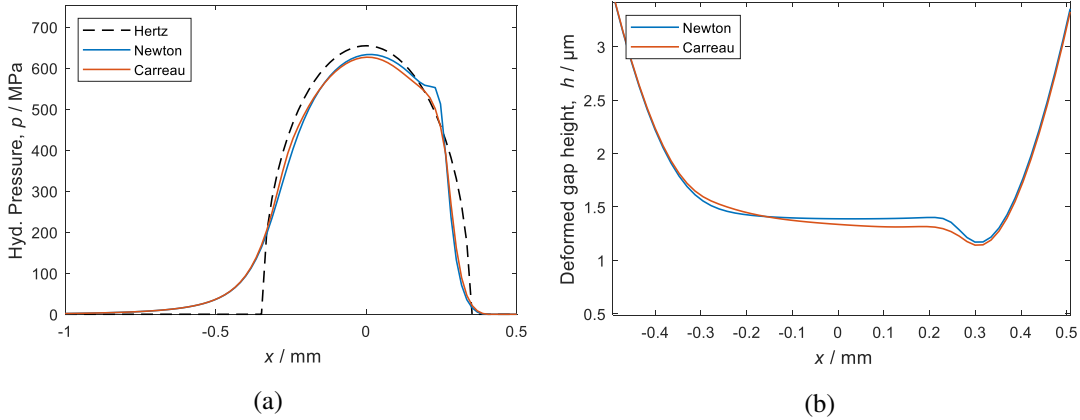 700
600
500
400
300
200
100
0
Hyd. Pressure, p / MPa
Hertz
Newton
Carreau
-1
-0.5
0
0.5
x / mm
(a)
3
2.5
2
1.5
1
0.5
Deformed gap height, h / μm
Newton
Carreau
-0.4
-0.3
-0.2
-0.1
0
0.1
0.2
0.3
0.4
0.5
x / mm
(b)